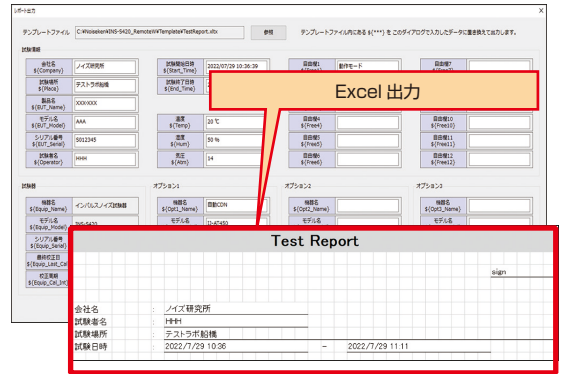 レポート出力
X
テンプレートファイル C:¥Noiseken¥INS-S420_RemoteW¥Template¥TestReport.xltx 参照 テンプレートファイル内にある ${***} を このダイアログで入力したデータに置き換えて出力します。
試験情報
会社名 ${Company} ノイズ研究所 試験開始日時 ${Start_Time} 2022/07/29 10:36:39 自由欄1 動作モード 自由欄7
試験場所 ${Place} テストラボ船橋 試験終了日時 ${End_Time}
製品名 ${EUT_Name} XXX-XXX
Excel 出力
モデル名 ${EUT_Model} AAA 温度 ${Temp} 20 ℃ 自由欄4 ${Free4} 自由欄10 ${Free10}
シリアル番号 ${EUT_Serial} S012345 湿度 ${Hum} 50 % 自由欄5 ${Free5} 自由欄11 ${Free11}
試験者名 ${Operator} HHH 気圧 ${Atm} 14 自由欄6 ${Free6} 自由欄12 ${Free12}
試験器 オプション1 オプション2 オプション3
機器名 ${Equip_Name} インパルスノイズ試験器 機器名 ${Opt1_Name} 自動CDN 機器名 ${Opt2_Name} 機器名 ${Opt3_Name}
モデル名 ${Equip_Model} INS-S420 モデル名 モデル名 モデル名
シリアル番号 ${Equip_Serial}
最終校正日
校正周期 ${Equip_Cal_Int}
Test Report
sign
会社名 : ノイズ研究所
試験者名 : HHH
試験場所 : テストラボ船橋
試験日時 : 2022/7/29 10:36 – 2022/7/29 11:11